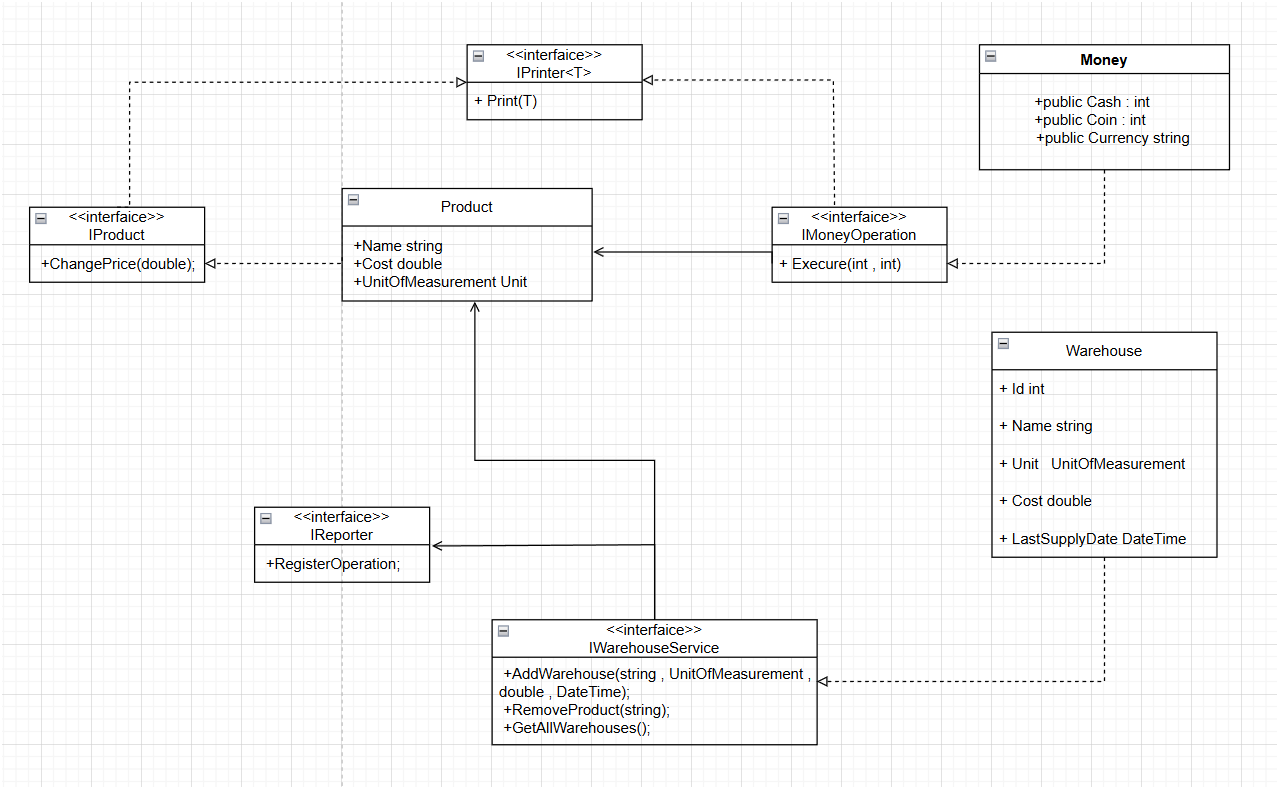 <<interfaice>>
IPrinter<T>
+ Print(T)
Money
+public Cash : int
+public Coin : int
+public Currency string
<<interfaice>>
IProduct
+ChangePrice(double);
Product
+Name string
+Cost double
+UnitOfMeasurement Unit
<<interfaice>>
IMoneyOperation
+ Execure(int , int)
Warehouse
+ Id int
+ Name string
+ Unit   UnitOfMeasurement
+ Cost double
+ LastSupplyDate DateTime
<<interfaice>>
IReporter
+RegisterOperation;
<<interfaice>>
IWarehouseService
+AddWarehouse(string , UnitOfMeasurement ,
double , DateTime);
+RemoveProduct(string);
+GetAllWarehouses();